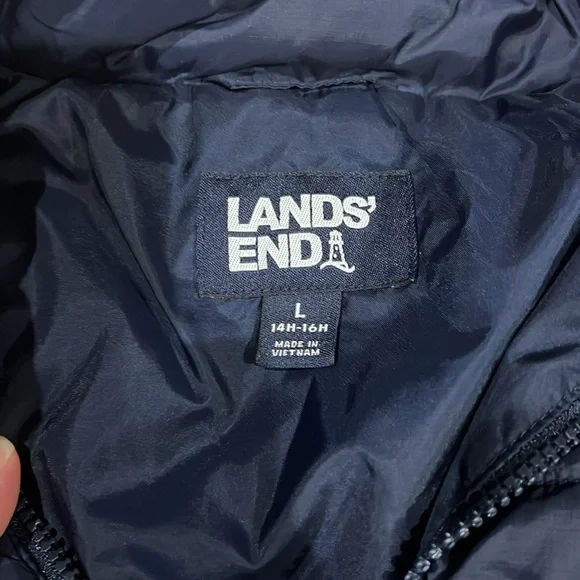 LANDS'
END
L
14H-16H
MADE IN
VIETNAM